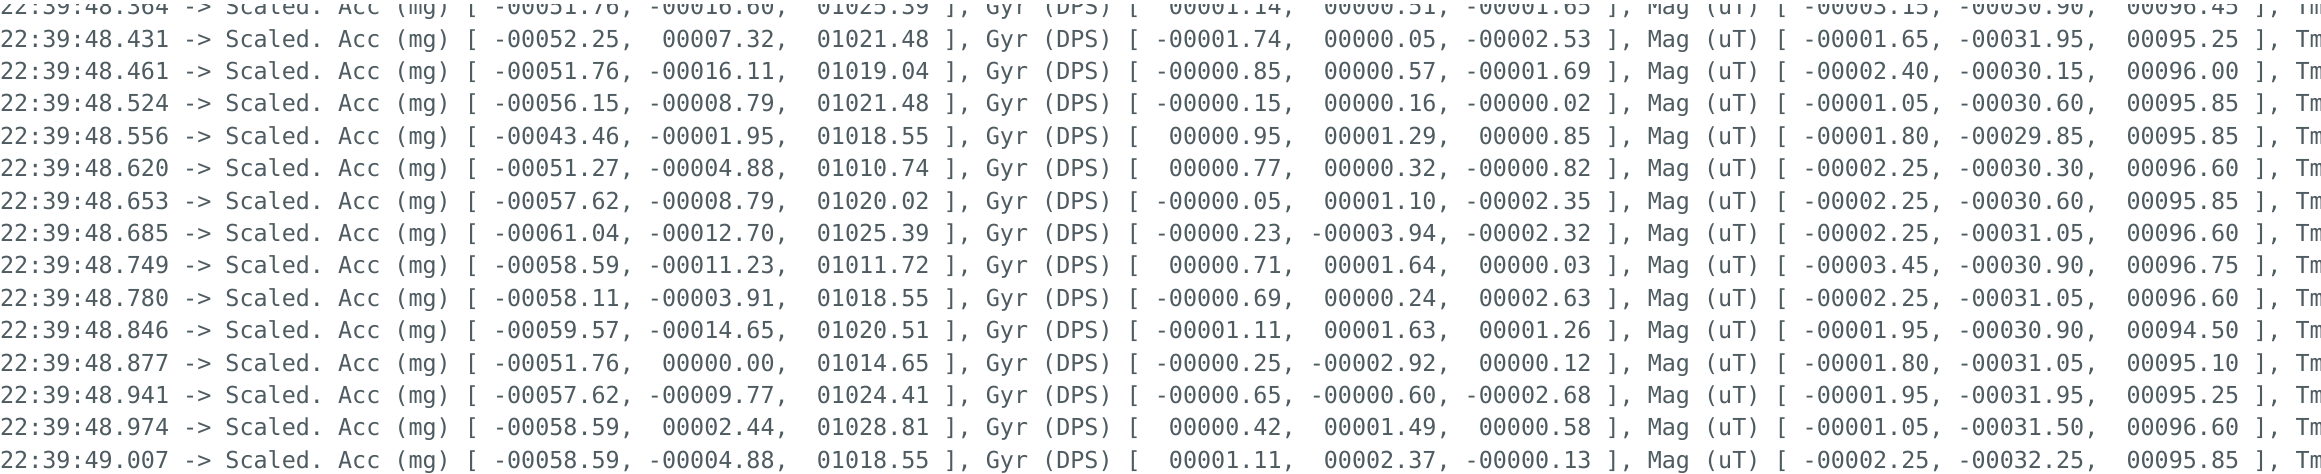 22:39:48.364 -> Scaled. Acc (mg) [ -00051.76, -00016.60,  01025.39 ], Gyr (DPS) [  00001.14,  00000.51, -00001.65 ], Mag (uT) [ -00003.15, -00030.90,  00096.45 ], Tm
22:39:48.431 -> Scaled. Acc (mg) [ -00052.25,  00007.32,  01021.48 ], Gyr (DPS) [ -00001.74,  00000.05, -00002.53 ], Mag (uT) [ -00001.65, -00031.95,  00095.25 ], Tm
22:39:48.461 -> Scaled. Acc (mg) [ -00051.76, -00016.11,  01019.04 ], Gyr (DPS) [ -00000.85,  00000.57, -00001.69 ], Mag (uT) [ -00002.40, -00030.15,  00096.00 ], Tm
22:39:48.524 -> Scaled. Acc (mg) [ -00056.15, -00008.79,  01021.48 ], Gyr (DPS) [ -00000.15,  00000.16, -00000.02 ], Mag (uT) [ -00001.05, -00030.60,  00095.85 ], Tm
22:39:48.556 -> Scaled. Acc (mg) [ -00043.46, -00001.95,  01018.55 ], Gyr (DPS) [  00000.95,  00001.29,  00000.85 ], Mag (uT) [ -00001.80, -00029.85,  00095.85 ], Tm
22:39:48.620 -> Scaled. Acc (mg) [ -00051.27, -00004.88,  01010.74 ], Gyr (DPS) [  00000.77,  00000.32, -00000.82 ], Mag (uT) [ -00002.25, -00030.30,  00096.60 ], Tm
22:39:48.653 -> Scaled. Acc (mg) [ -00057.62, -00008.79,  01020.02 ], Gyr (DPS) [ -00000.05,  00001.10, -00002.35 ], Mag (uT) [ -00002.25, -00030.60,  00095.85 ], Tm
22:39:48.685 -> Scaled. Acc (mg) [ -00061.04, -00012.70,  01025.39 ], Gyr (DPS) [ -00000.23, -00003.94, -00002.32 ], Mag (uT) [ -00002.25, -00031.05,  00096.60 ], Tm
22:39:48.749 -> Scaled. Acc (mg) [ -00058.59, -00011.23,  01011.72 ], Gyr (DPS) [  00000.71,  00001.64,  00000.03 ], Mag (uT) [ -00003.45, -00030.90,  00096.75 ], Tm
22:39:48.780 -> Scaled. Acc (mg) [ -00058.11, -00003.91,  01018.55 ], Gyr (DPS) [ -00000.69,  00000.24,  00002.63 ], Mag (uT) [ -00002.25, -00031.05,  00096.60 ], Tm
22:39:48.846 -> Scaled. Acc (mg) [ -00059.57, -00014.65,  01020.51 ], Gyr (DPS) [ -00001.11,  00001.63,  00001.26 ], Mag (uT) [ -00001.95, -00030.90,  00094.50 ], Tm
22:39:48.877 -> Scaled. Acc (mg) [ -00051.76,  00000.00,  01014.65 ], Gyr (DPS) [ -00000.25, -00002.92,  00000.12 ], Mag (uT) [ -00001.80, -00031.05,  00095.10 ], Tm
22:39:48.941 -> Scaled. Acc (mg) [ -00057.62, -00009.77,  01024.41 ], Gyr (DPS) [ -00000.65, -00000.60, -00002.68 ], Mag (uT) [ -00001.95, -00031.95,  00095.25 ], Tm
22:39:48.974 -> Scaled. Acc (mg) [ -00058.59,  00002.44,  01028.81 ], Gyr (DPS) [  00000.42,  00001.49,  00000.58 ], Mag (uT) [ -00001.05, -00031.50,  00096.60 ], Tm
22:39:49.007 -> Scaled. Acc (mg) [ -00058.59, -00004.88,  01018.55 ], Gyr (DPS) [  00001.11,  00002.37, -00000.13 ], Mag (uT) [ -00002.25, -00032.25,  00095.85 ], Tm